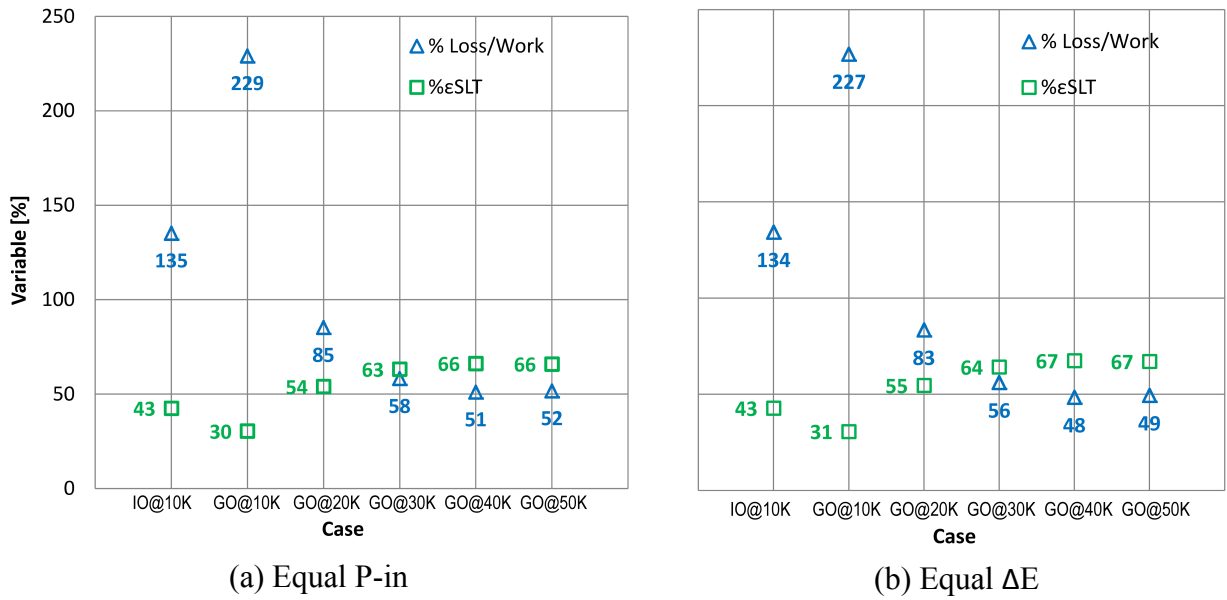 250
200
150
100
50
0
Variable [%]
% Loss/Work
%εSLT
135
229
85
58
51
52
43
30
54
63
66
66
IO@10K GO@10K GO@20K GO@30K GO@40K GO@50K
Case
(a) Equal P-in
% Loss/Work
%εSLT
134
227
83
56
48
49
43
31
55
64
67
67
IO@10K GO@10K GO@20K GO@30K GO@40K GO@50K
Case
(b) Equal ΔE